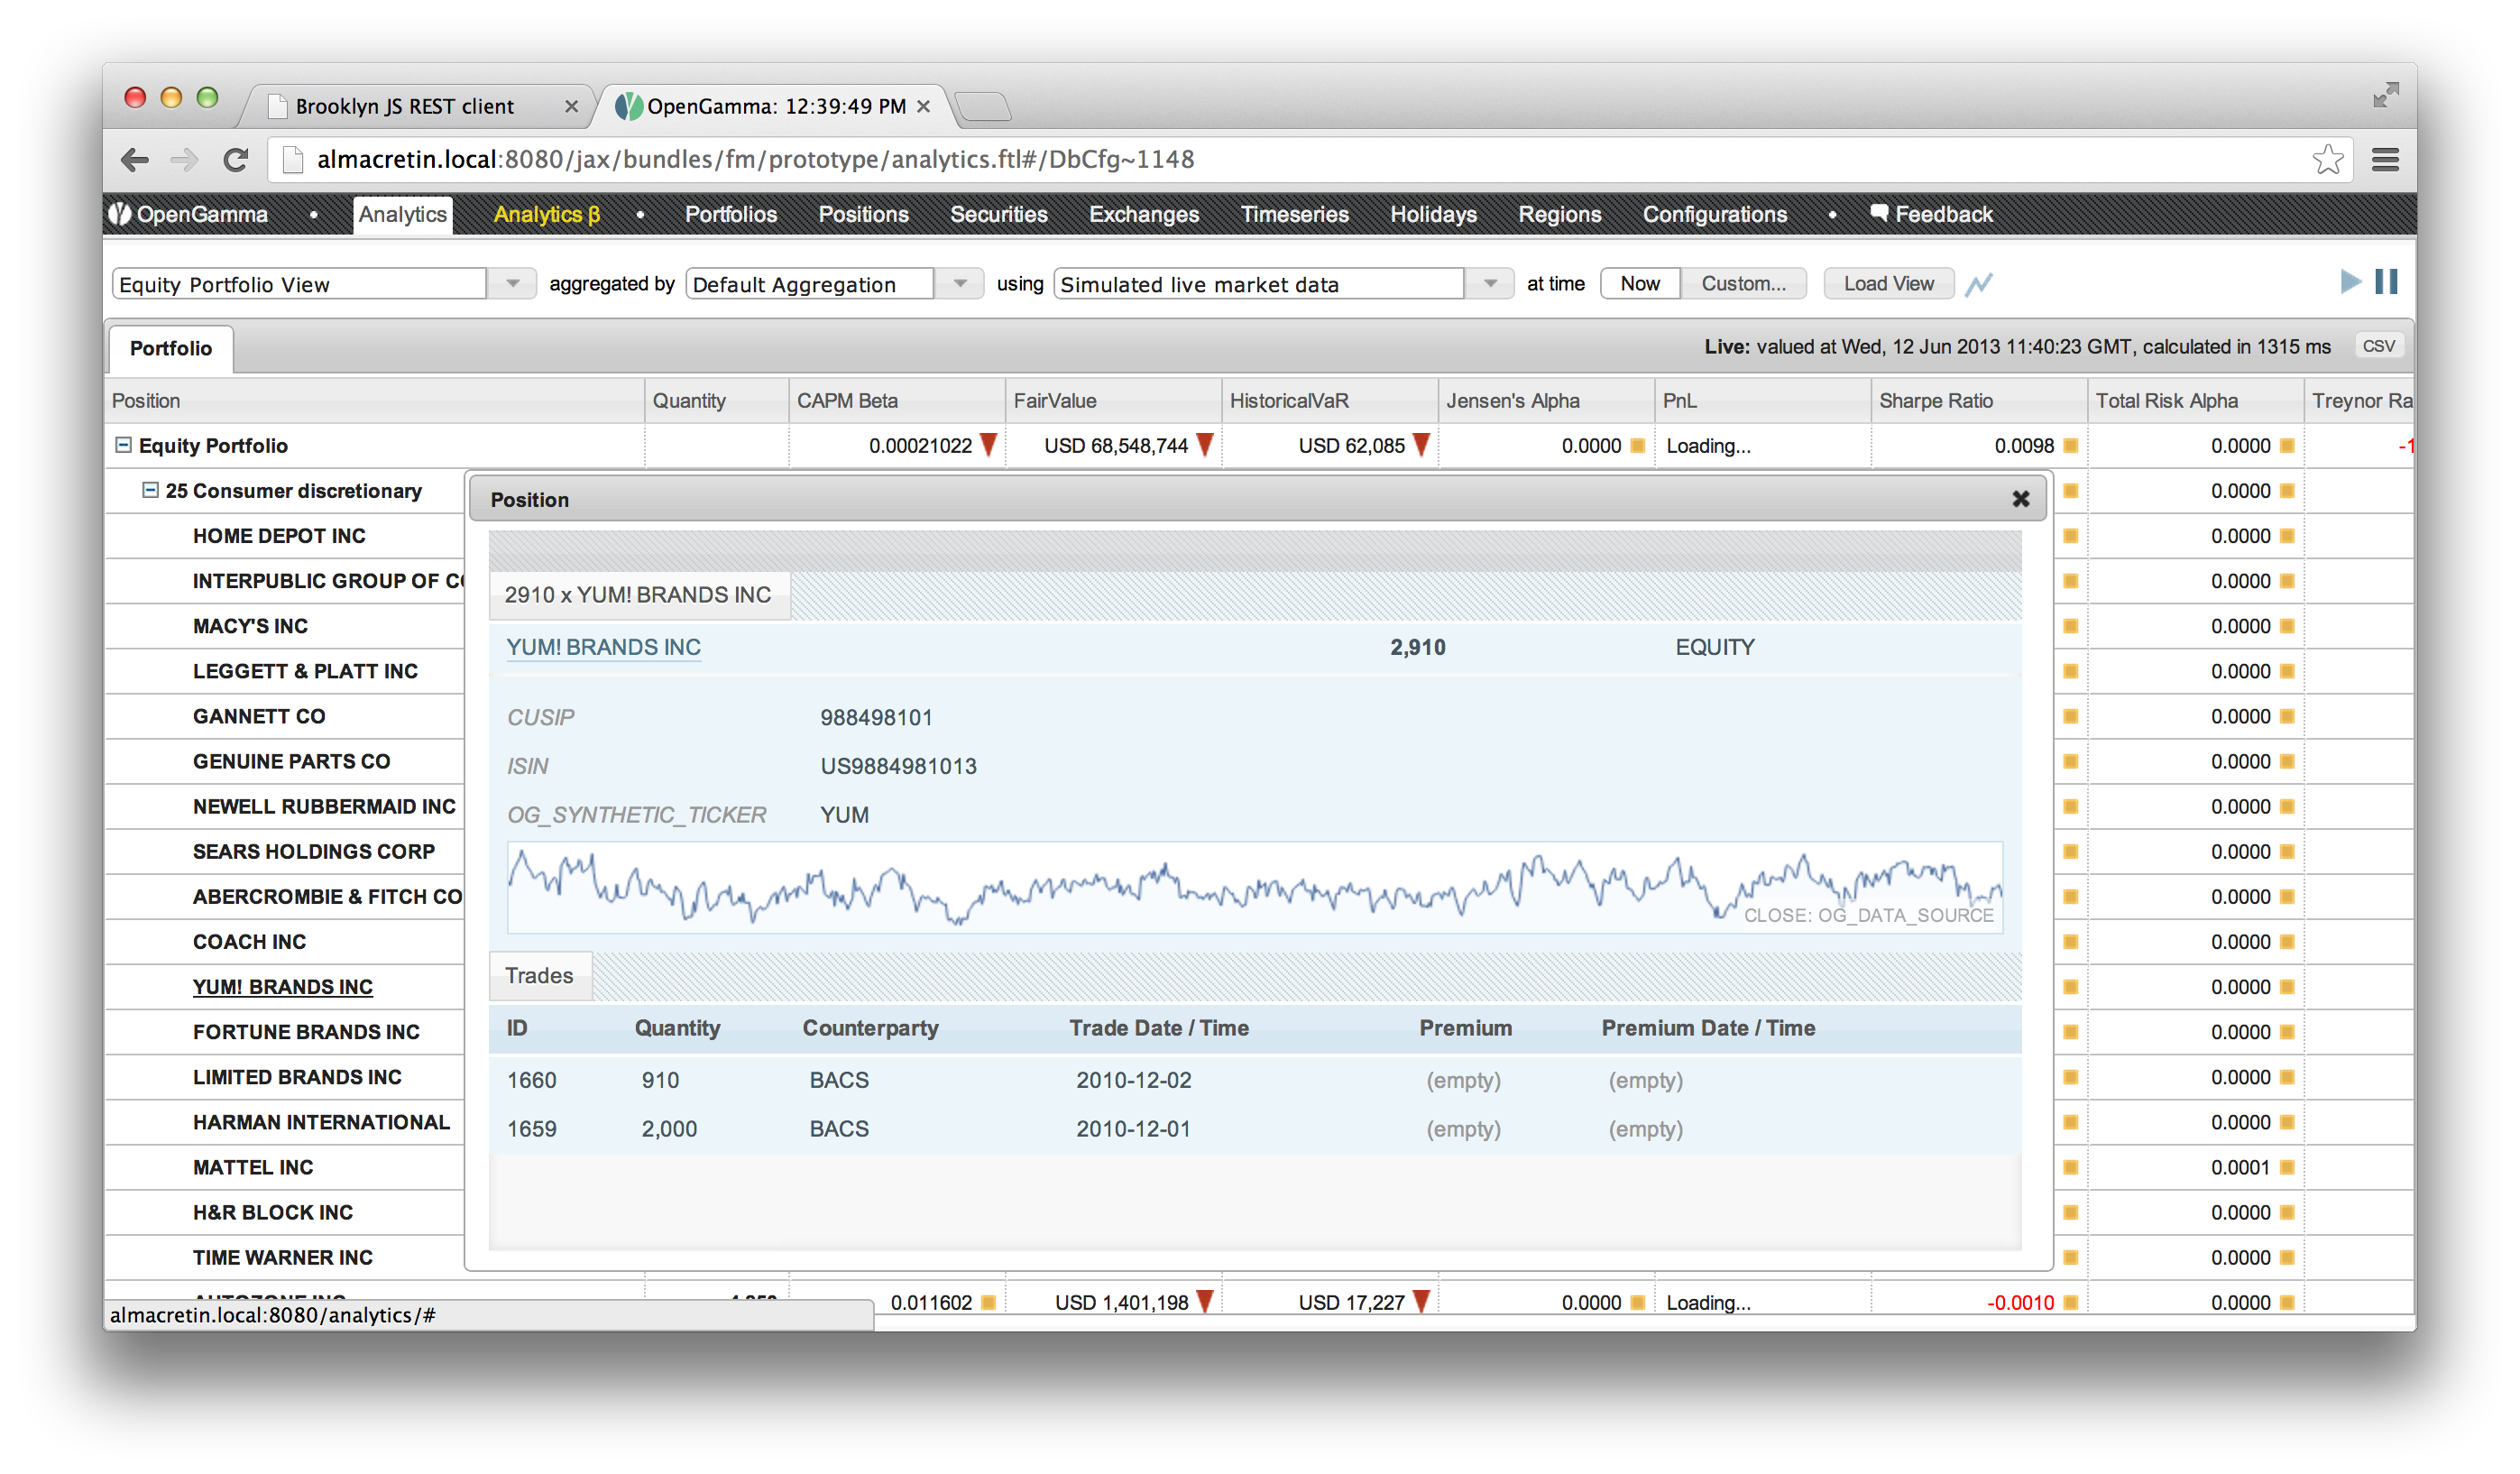 Brooklyn JS REST client
OpenGamma: 12:39:49 PM
almacretin.local:8080/jax/bundles/fm/prototype/analytics.ftl#/DbCfg~1148
OpenGamma • Analytics Analytics β • Portfolios Positions Securities Exchanges Timeseries Holidays Regions Configurations • Feedback
Equity Portfolio View aggregated by Default Aggregation using Simulated live market data at time Now Custom... Load View
Portfolio Live: valued at Wed, 12 Jun 2013 11:40:23 GMT, calculated in 1315 ms CSV
Position Quantity CAPM Beta FairValue HistoricalVaR Jensen's Alpha PnL Sharpe Ratio Total Risk Alpha Treynor Ra
Equity Portfolio 0.00021022 USD 68,548,744 USD 62,085 0.0000 Loading... 0.0098 0.0000 -1
25 Consumer discretionary 0.0000
HOME DEPOT INC 0.0000
INTERPUBLIC GROUP OF CO 0.0000
MACY'S INC 0.0000
LEGGETT & PLATT INC 0.0000
GANNETT CO 0.0000
GENUINE PARTS CO 0.0000
NEWELL RUBBERMAID INC 0.0000
SEARS HOLDINGS CORP 0.0000
ABERCROMBIE & FITCH CO 0.0000
COACH INC 0.0000
YUM! BRANDS INC 0.0000
FORTUNE BRANDS INC 0.0000
LIMITED BRANDS INC 0.0000
HARMAN INTERNATIONAL 0.0000
MATTEL INC 0.0001
H&R BLOCK INC 0.0000
TIME WARNER INC 0.0000
0.011602 USD 1,401,198 USD 17,227 0.0000 Loading... -0.0010 0.0000
Position
2910 x YUM! BRANDS INC
YUM! BRANDS INC 2,910 EQUITY
CUSIP 988498101
ISIN US9884981013
OG_SYNTHETIC_TICKER YUM
CLOSE: OG_DATA_SOURCE
Trades
ID Quantity Counterparty Trade Date / Time Premium Premium Date / Time
1660 910 BACS 2010-12-02 (empty) (empty)
1659 2,000 BACS 2010-12-01 (empty) (empty)
almacretin.local:8080/analytics/#